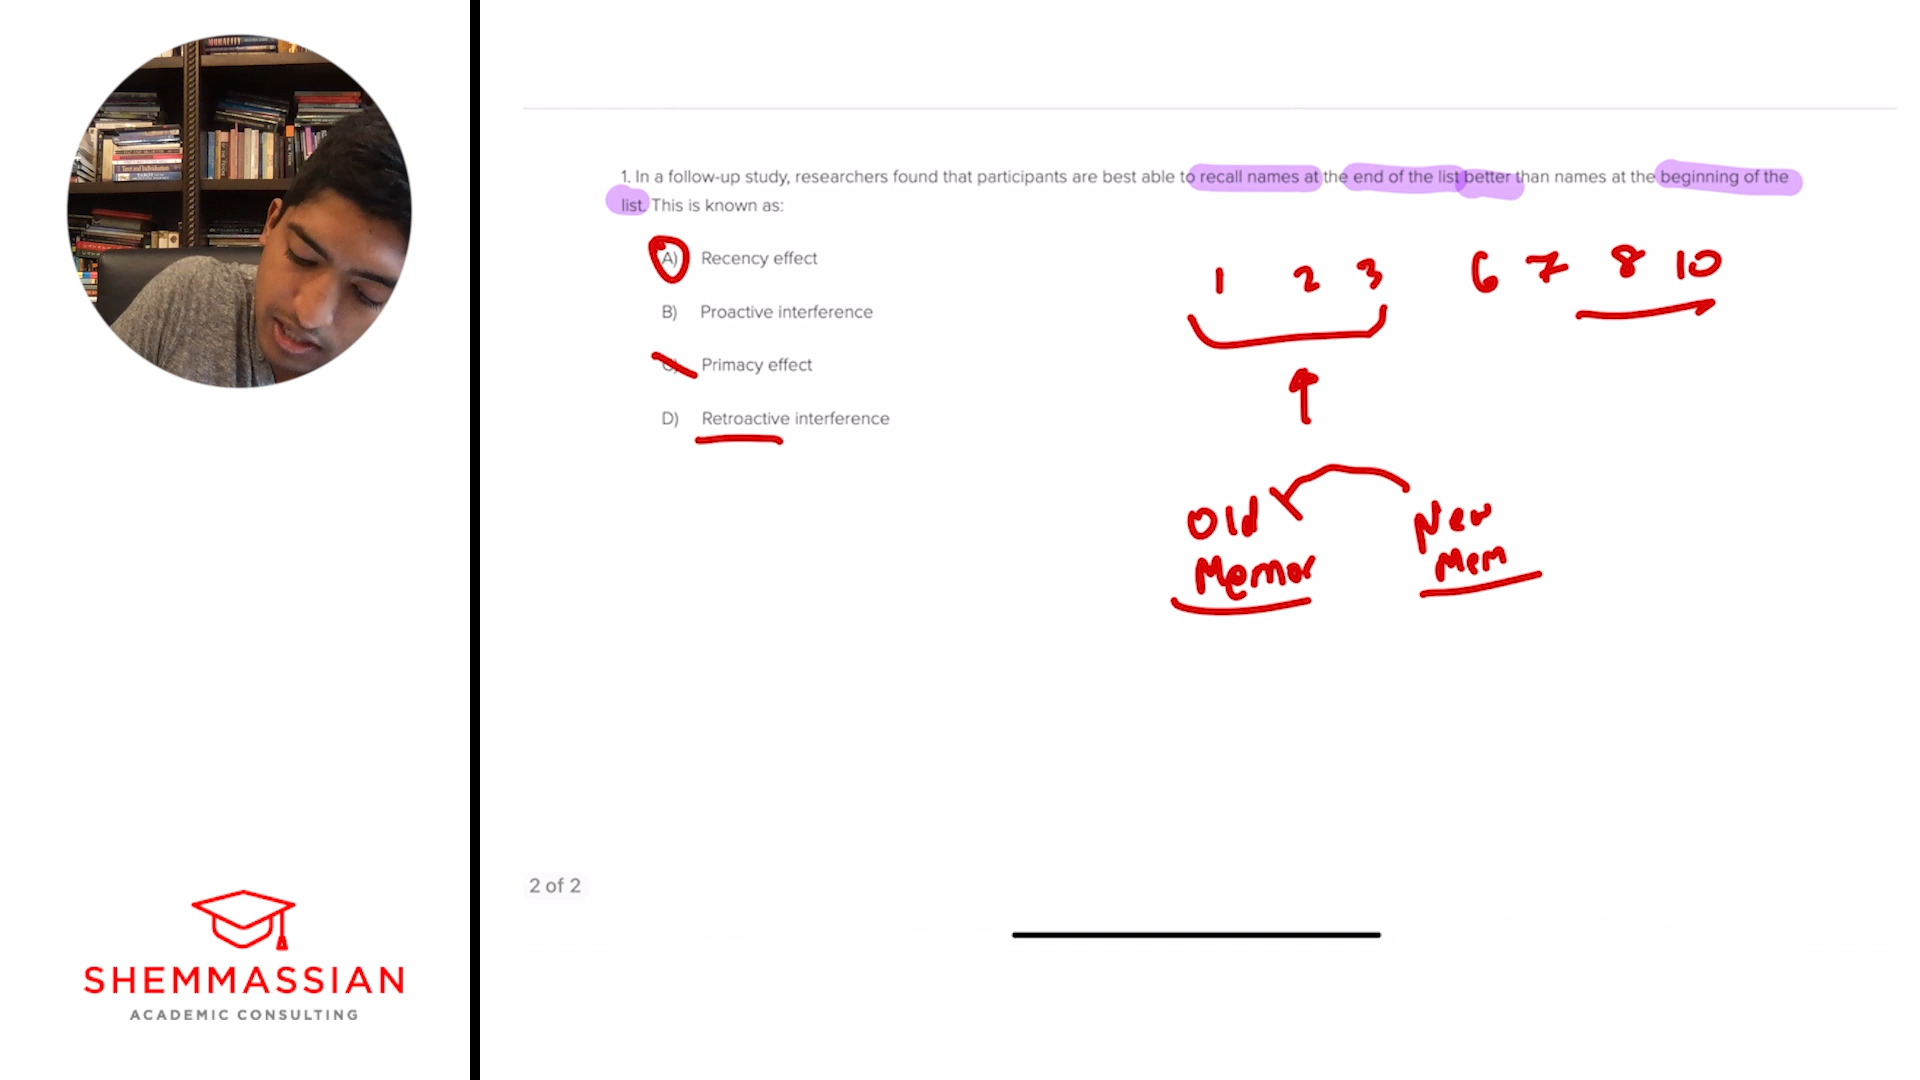 1. In a follow-up study, researchers found that participants are best able to recall names at the end of the list better than names at the beginning of the
list. This is known as:
A) Recency effect
B) Proactive interference
C) Primacy effect
D) Retroactive interference
1 2 3 6 7 8 10
Old
Memor
New
Mem
2 of 2
SHEMMASSIAN
ACADEMIC CONSULTING